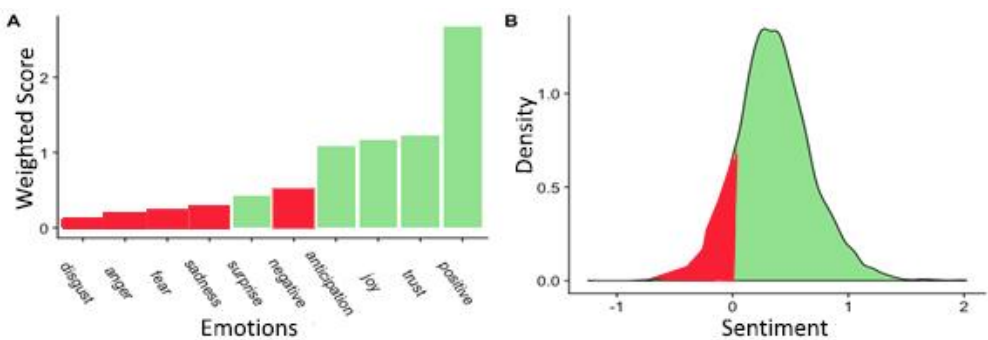 A
Weighted Score
2
1
0
disgust
anger
fear
sadness
surprise
negative
anticipation
joy
trust
positive
Emotions
B
Density
1.0
0.5
0.0
-1
0
1
2
Sentiment